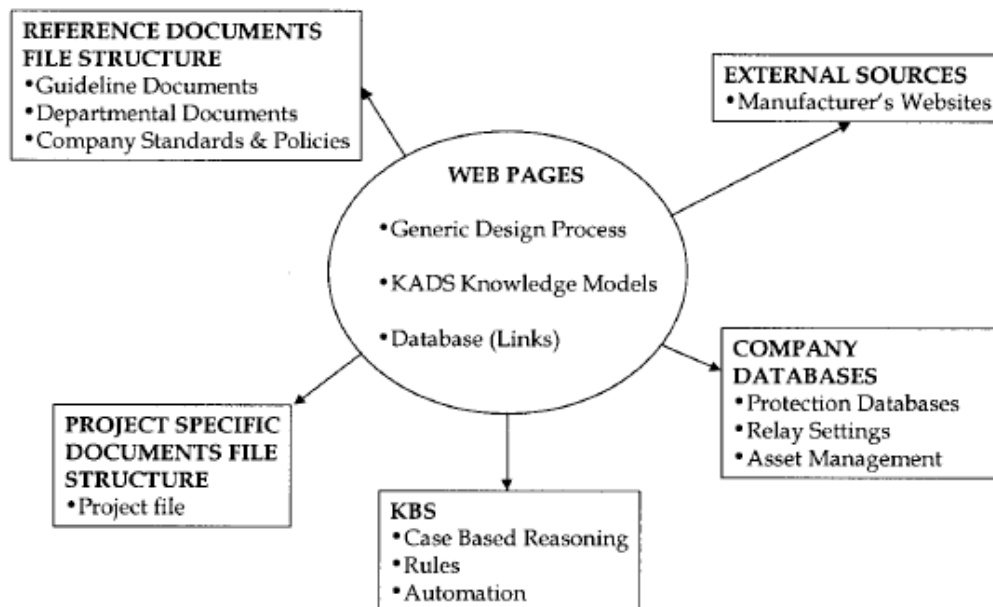 REFERENCE DOCUMENTS
FILE STRUCTURE
•Guideline Documents
•Departmental Documents
•Company Standards & Policies
EXTERNAL SOURCES
•Manufacturer's Websites
WEB PAGES
•Generic Design Process
•KADS Knowledge Models
•Database (Links)
COMPANY
DATABASES
•Protection Databases
•Relay Settings
•Asset Management
PROJECT SPECIFIC
DOCUMENTS FILE
STRUCTURE
•Project file
KBS
•Case Based Reasoning
•Rules
•Automation